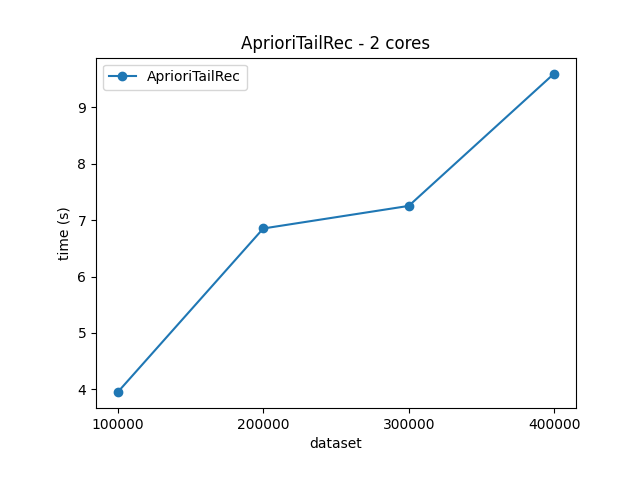 AprioriTailRec - 2 cores
AprioriTailRec
time (s)
9
8
7
6
5
4
100000 200000 300000 400000
dataset